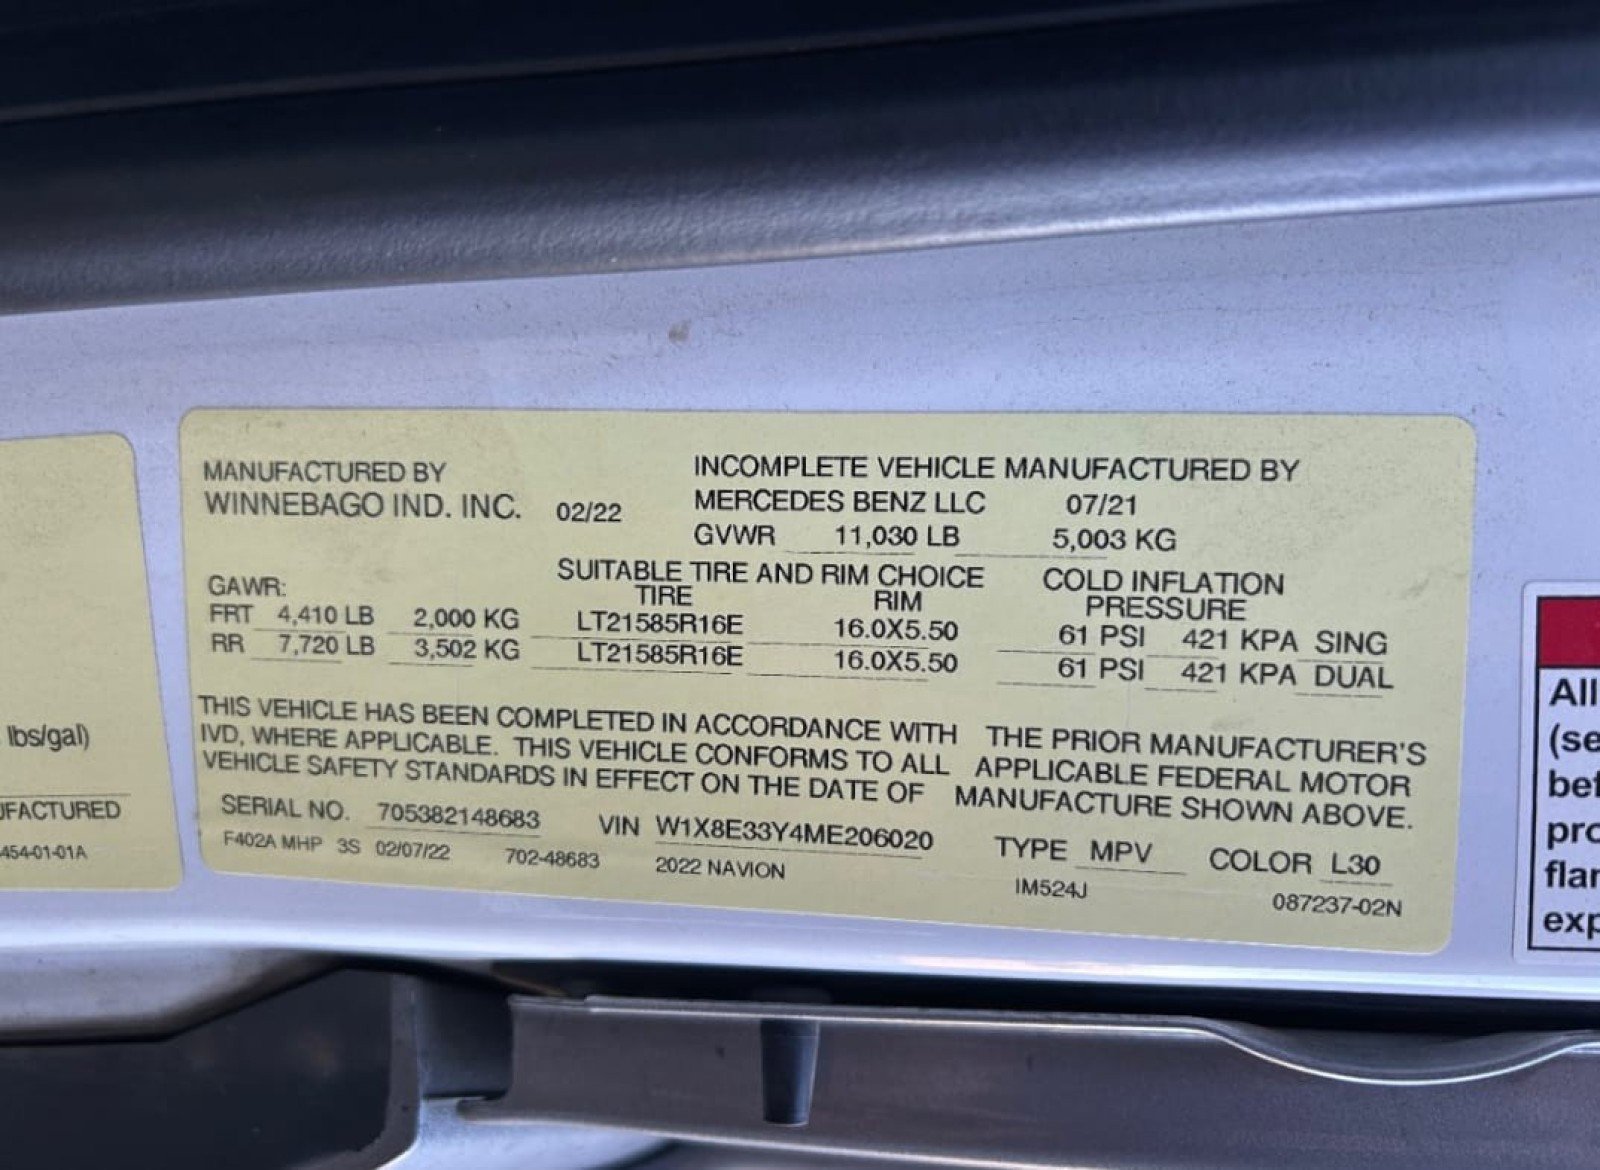 lbs/gal)
UFACTURED
454-01-01A
MANUFACTURED BY
WINNEBAGO IND. INC. 02/22
INCOMPLETE VEHICLE MANUFACTURED BY
MERCEDES BENZ LLC 07/21
GVWR 11,030 LB 5,003 KG
GAWR: SUITABLE TIRE AND RIM CHOICE COLD INFLATION
TIRE RIM PRESSURE
FRT 4,410 LB 2,000 KG LT21585R16E 16.0X5.50 61 PSI 421 KPA SING
RR 7,720 LB 3,502 KG LT21585R16E 16.0X5.50 61 PSI 421 KPA DUAL
THIS VEHICLE HAS BEEN COMPLETED IN ACCORDANCE WITH THE PRIOR MANUFACTURER'S
IVD, WHERE APPLICABLE. THIS VEHICLE CONFORMS TO ALL APPLICABLE FEDERAL MOTOR
VEHICLE SAFETY STANDARDS IN EFFECT ON THE DATE OF MANUFACTURE SHOWN ABOVE.
SERIAL NO. 705382148683 VIN W1X8E33Y4ME206020 TYPE MPV COLOR L30
F402A MHP 3S 02/07/22 702-48683 2022 NAVION IM524J 087237-02N
All
(se
bef
pro
flar
exp